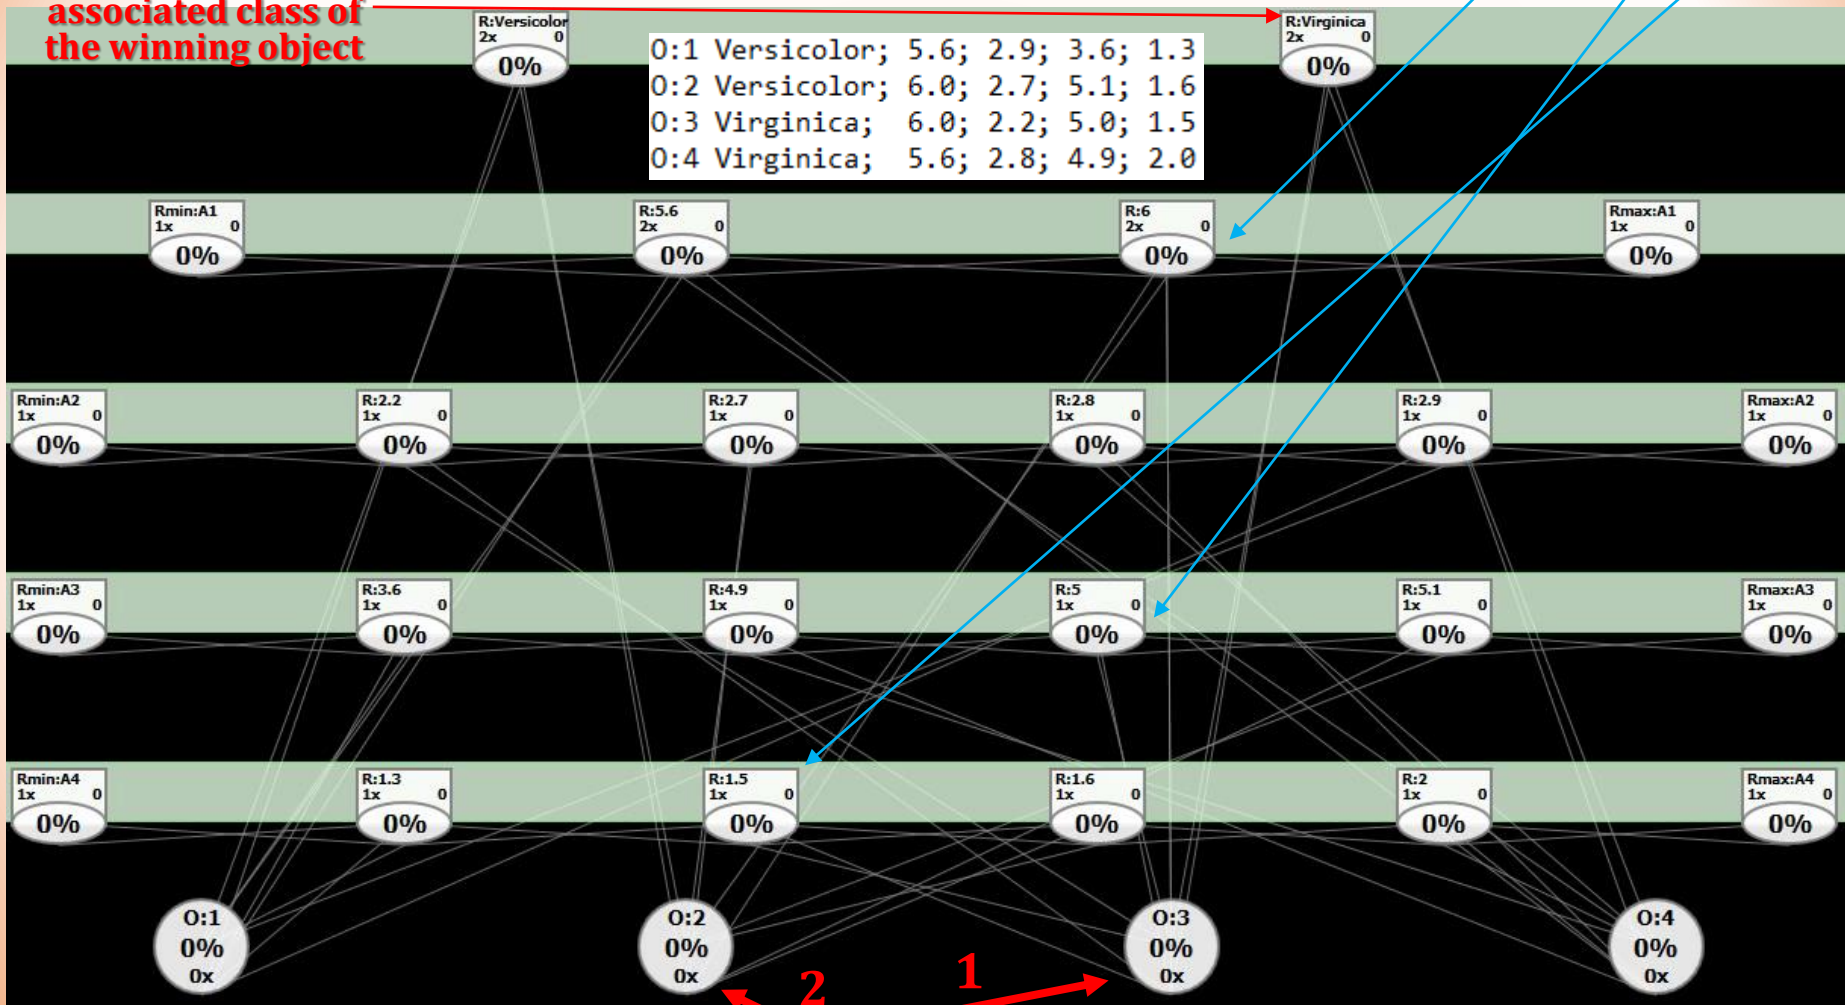 associated class of
the winning object
R:Versicolor
2x 0
0%
R:Virginica
2x 0
0%
O:1 Versicolor; 5.6; 2.9; 3.6; 1.3
O:2 Versicolor; 6.0; 2.7; 5.1; 1.6
O:3 Virginica; 6.0; 2.2; 5.0; 1.5
O:4 Virginica; 5.6; 2.8; 4.9; 2.0
Rmin:A1
1x 0
0%
R:5.6
2x 0
0%
R:6
2x 0
0%
Rmax:A1
1x 0
0%
Rmin:A2
1x 0
0%
R:2.2
1x 0
0%
R:2.7
1x 0
0%
R:2.8
1x 0
0%
R:2.9
1x 0
0%
Rmax:A2
1x 0
0%
Rmin:A3
1x 0
0%
R:3.6
1x 0
0%
R:4.9
1x 0
0%
R:5
1x 0
0%
R:5.1
1x 0
0%
Rmax:A3
1x 0
0%
Rmin:A4
1x 0
0%
R:1.3
1x 0
0%
R:1.5
1x 0
0%
R:1.6
1x 0
0%
R:2
1x 0
0%
Rmax:A4
1x 0
0%
O:1
0%
0x
O:2
0%
0x
O:3
0%
0x
O:4
0%
0x
2
1